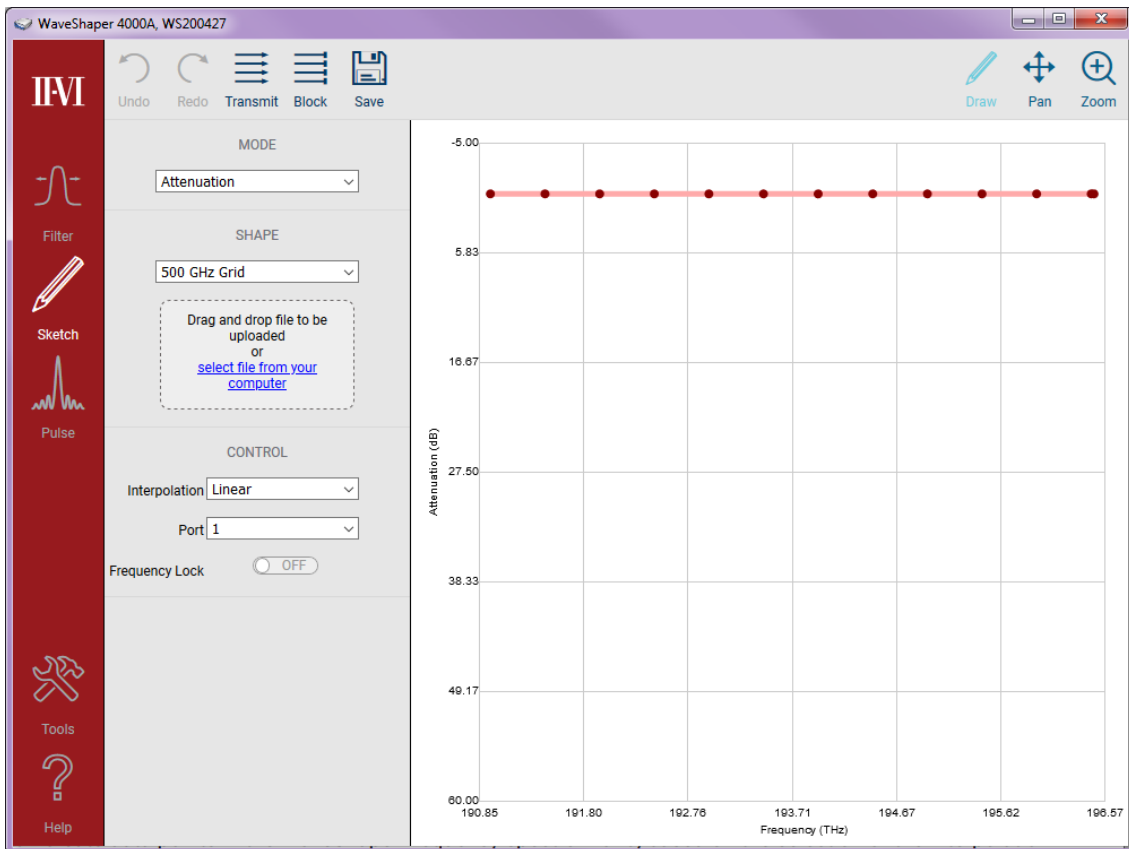 WaveShaper 4000A, WS200427
II-VI
Undo
Redo
Transmit
Block
Save
Draw
Pan
Zoom
Filter
Sketch
Pulse
Tools
Help
MODE
Attenuation
SHAPE
500 GHz Grid
Drag and drop file to be
uploaded
or
select file from your
computer
CONTROL
Interpolation Linear
Port 1
Frequency Lock OFF
Attenuation (dB)
-5.00
5.83
16.67
27.50
38.33
49.17
60.00
190.85 191.80 192.76 193.71 194.67 195.62 196.57
Frequency (THz)